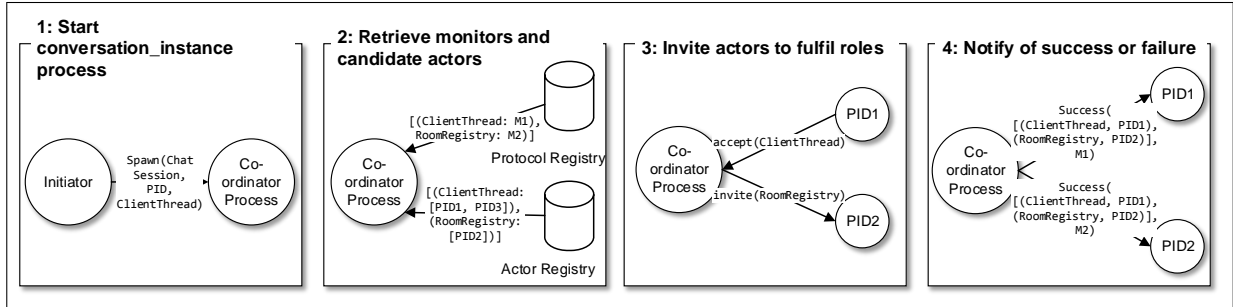 1: Start
conversation_instance
process
Initiator
Spawn(Chat
Session,
PID,
ClientThread)
Co-
ordinator
Process
2: Retrieve monitors and
candidate actors
[(ClientThread: M1),
RoomRegistry: M2)]
Protocol Registry
Co-
ordinator
Process
[(ClientThread:
[PID1, PID3]),
(RoomRegistry:
[PID2])]
Actor Registry
3: Invite actors to fulfil roles
PID1
accept(ClientThread)
Co-
ordinator
Process
invite(RoomRegistry)
PID2
4: Notify of success or failure
PID1
Success(
[(ClientThread, PID1),
(RoomRegistry, PID2)],
M1)
Co-
ordinator
Process
Success(
[(ClientThread, PID1),
(RoomRegistry, PID2)],
M2)
PID2